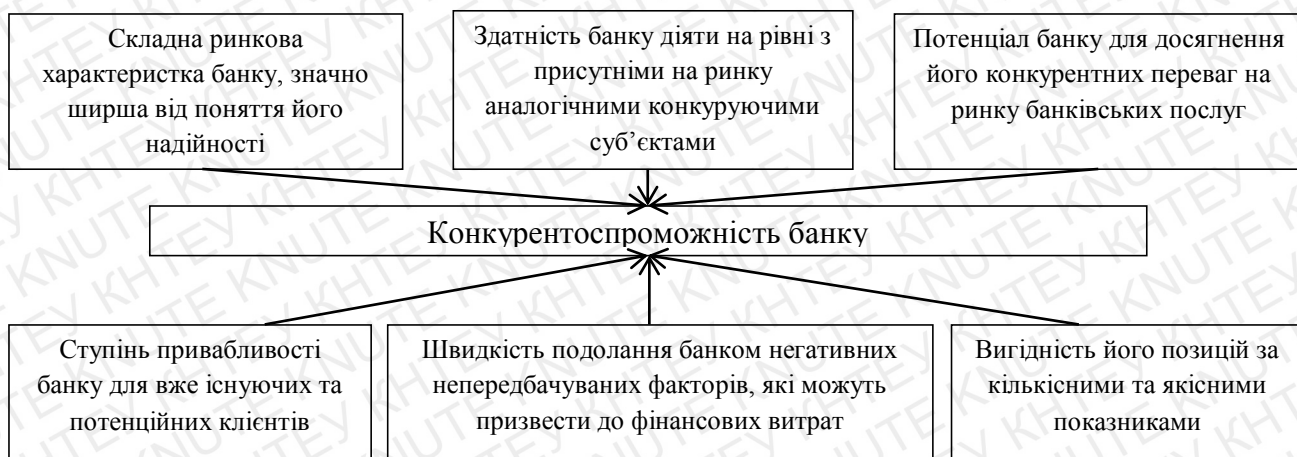 Складна ринкова
характеристка банку, значно
ширша від поняття його
надійності
Здатність банку діяти на рівні з
присутніми на ринку
аналогічними конкуруючими
суб’єктами
Потенціал банку для досягнення
його конкурентних переваг на
ринку банківських послуг
Конкурентоспроможність банку
Ступінь привабливості
банку для вже існуючих та
потенційних клієнтів
Швидкість подолання банком негативних
непередбачуваних факторів, які можуть
призвести до фінансових витрат
Вигідність його позицій за
кількісними та якісними
показниками